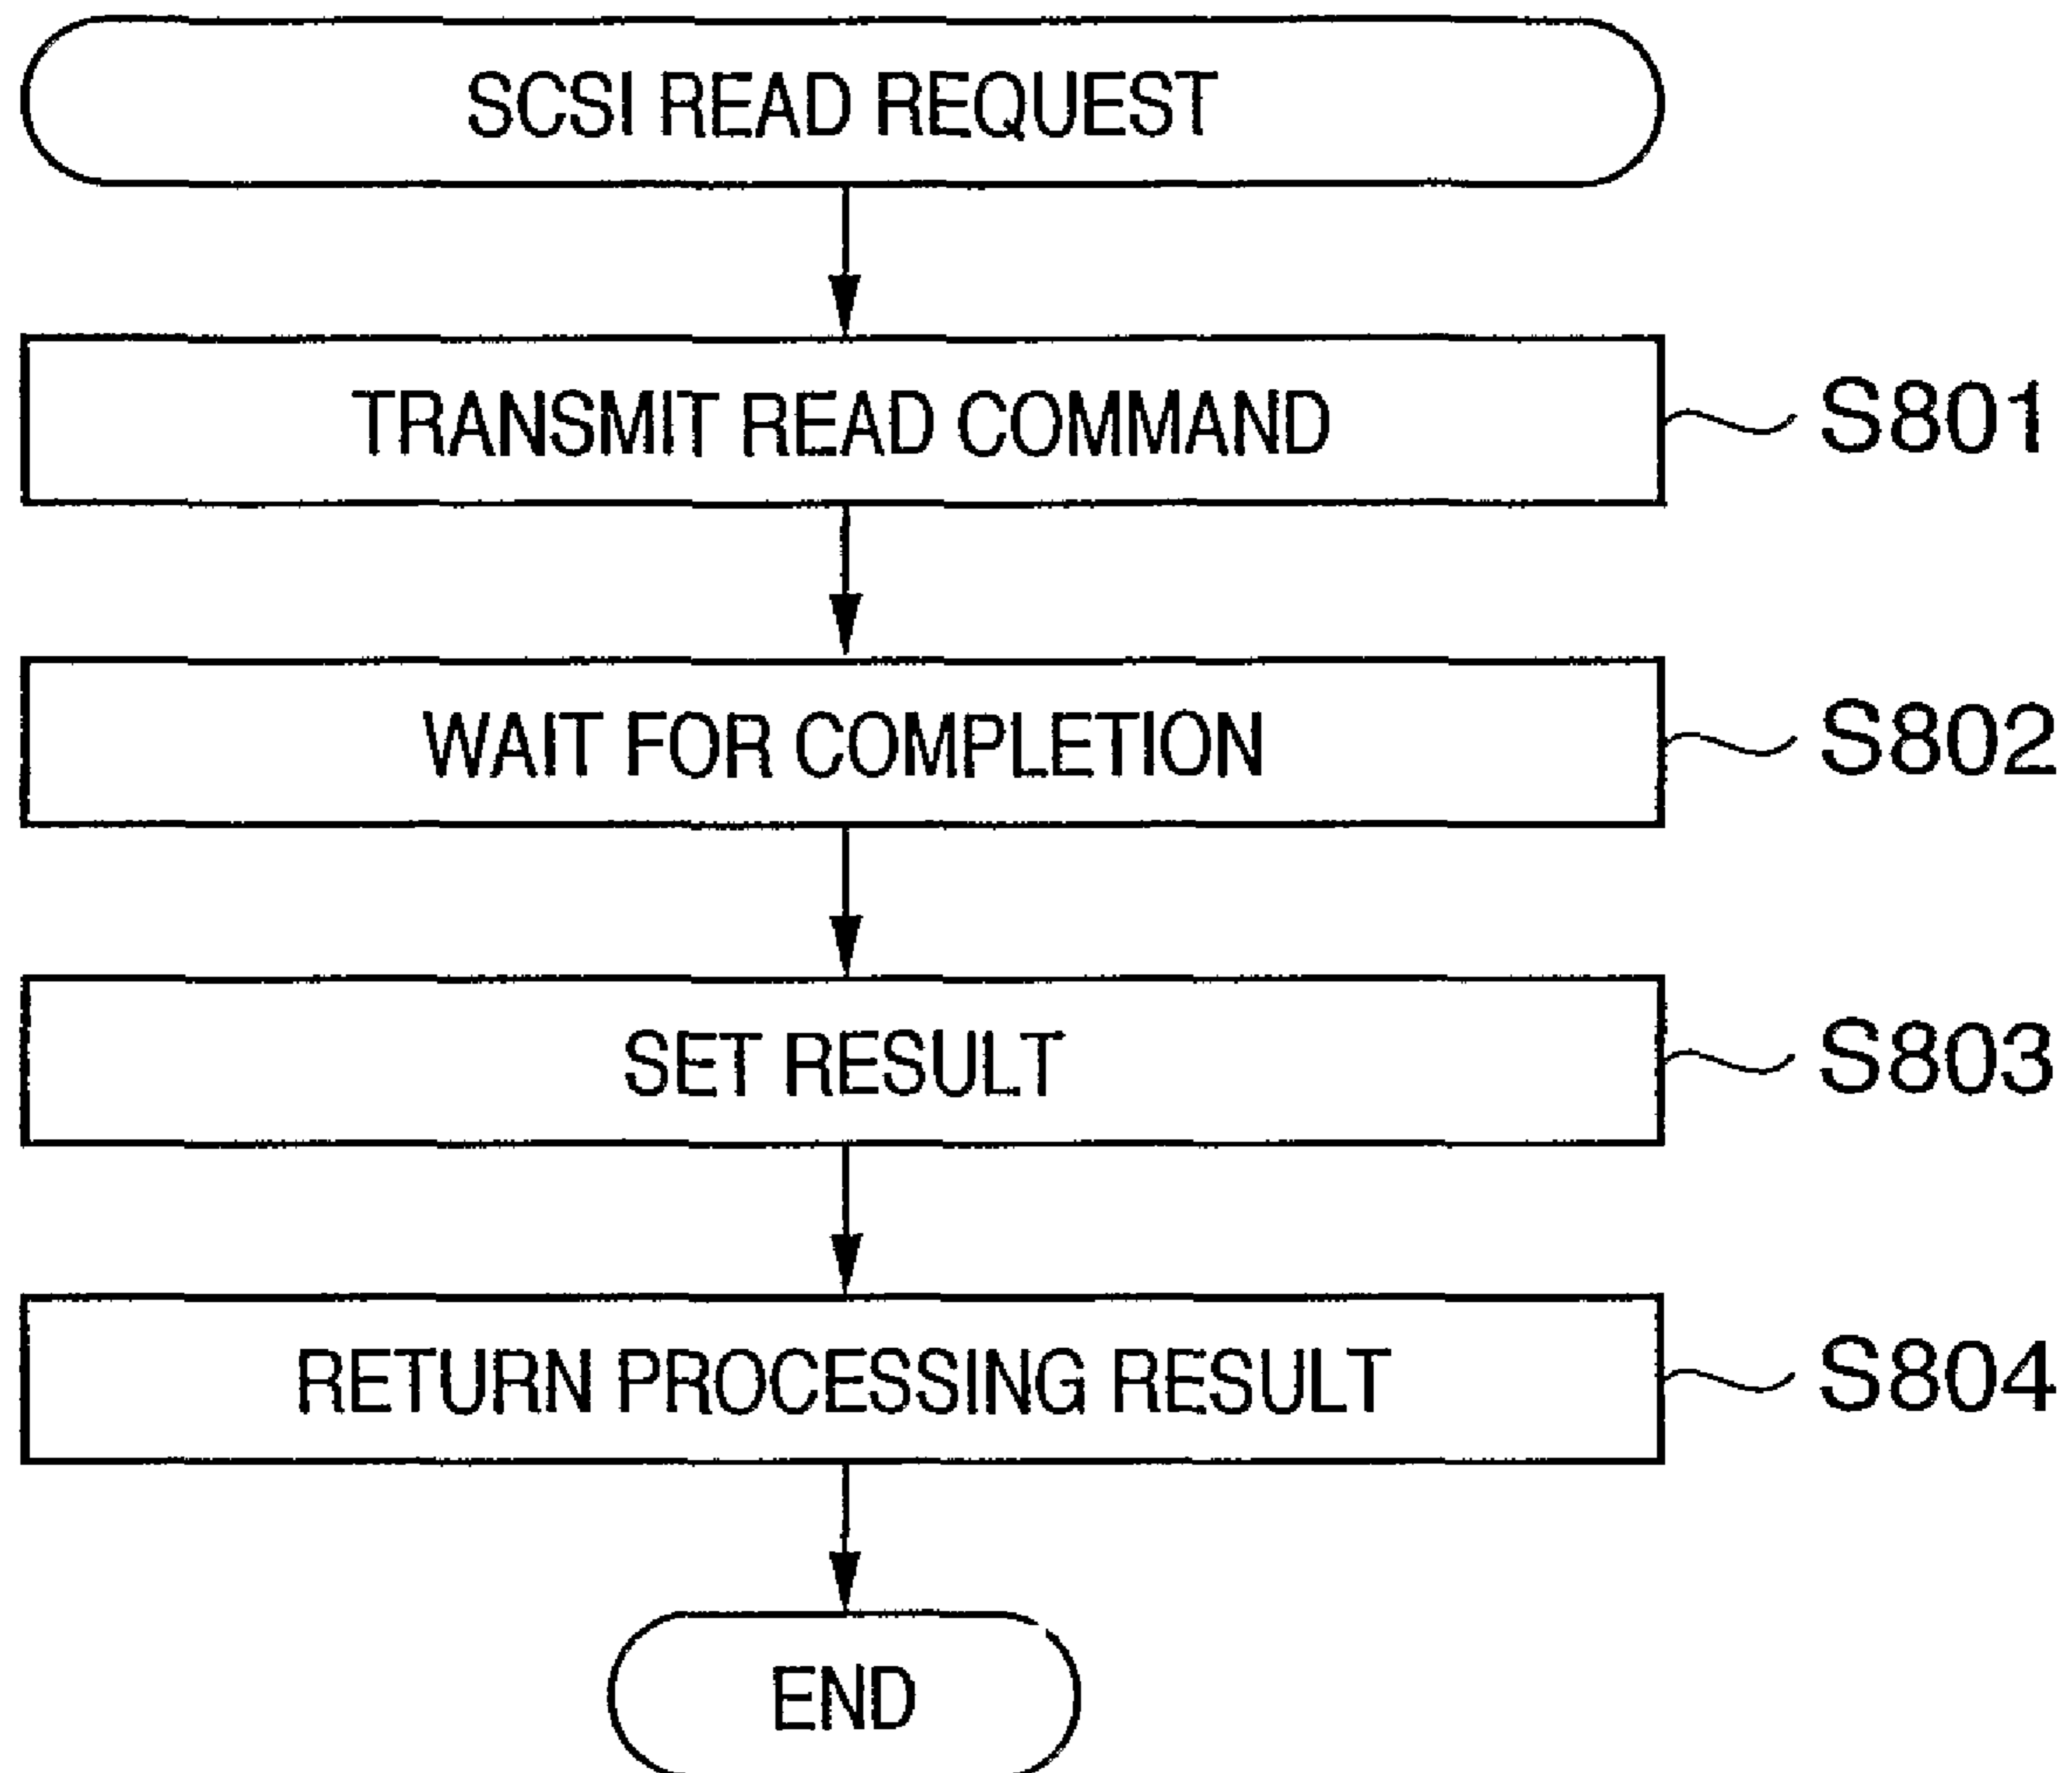 SCSI READ REQUEST
TRANSMIT READ COMMAND S801
WAIT FOR COMPLETION S802
SET RESULT S803
RETURN PROCESSING RESULT S804
END